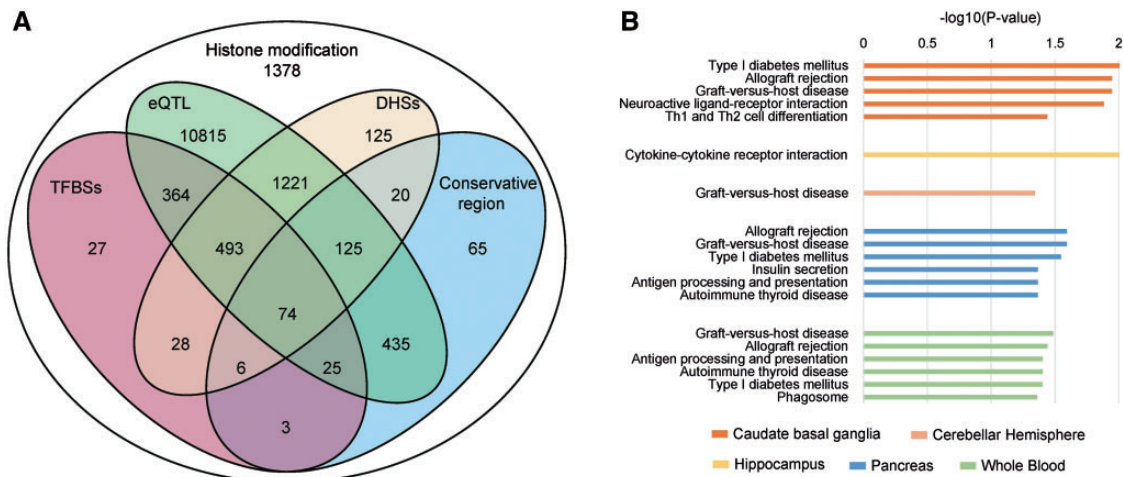 A
Histone modification
1378
eQTL
DHSs
10815
125
TFBSs
364
1221
20
Conservative
region
27
493
125
65
74
28
435
6
25
3
B
-log10(P-value)
0 0.5 1 1.5 2
Type I diabetes mellitus
Allograft rejection
Graft-versus-host disease
Neuroactive ligand-receptor interaction
Th1 and Th2 cell differentiation
Cytokine-cytokine receptor interaction
Graft-versus-host disease
Allograft rejection
Graft-versus-host disease
Type I diabetes mellitus
Insulin secretion
Antigen processing and presentation
Autoimmune thyroid disease
Graft-versus-host disease
Allograft rejection
Antigen processing and presentation
Autoimmune thyroid disease
Type I diabetes mellitus
Phagosome
Caudate basal ganglia
Cerebellar Hemisphere
Hippocampus
Pancreas
Whole Blood